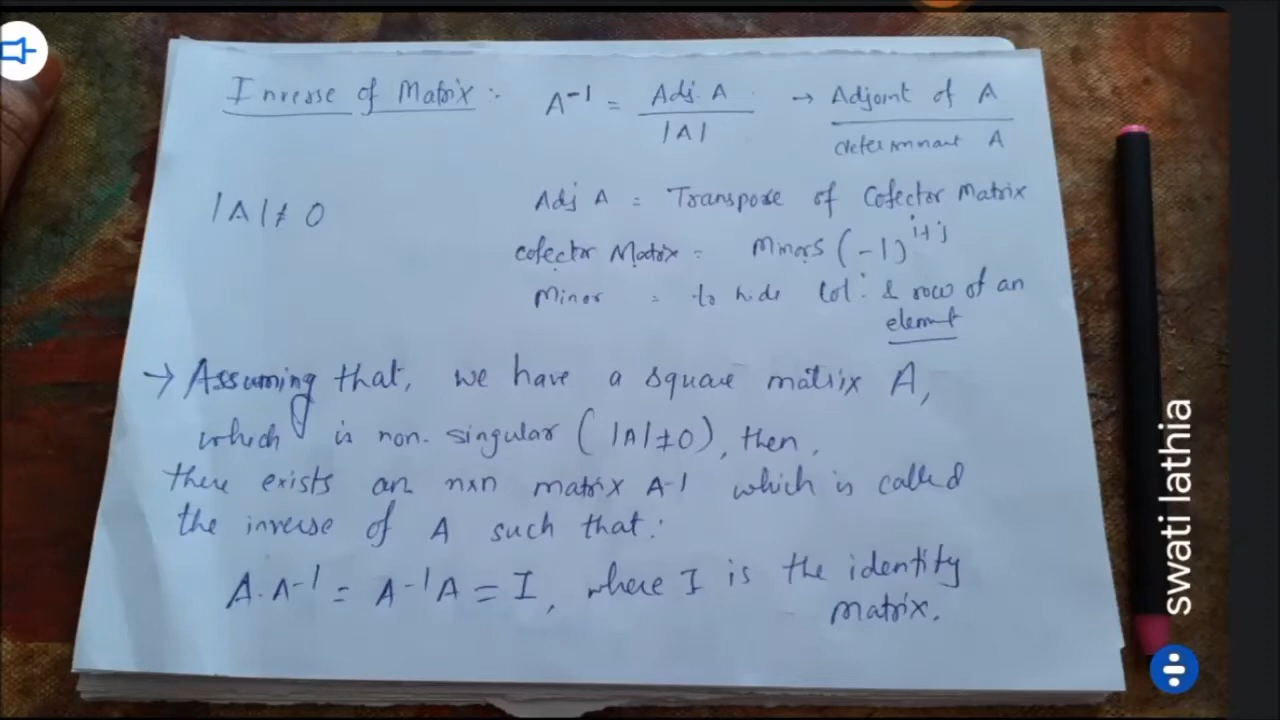 Inverse of Matrix :- A-1 = Adj. A / |A| → Adjoint of A / determinant A
|A| ≠ 0
Adj A = Transpose of Cofector Matrix
cofector Matrix = Minors (-1)^i+j
Minor = to hide Col: & row of an element
→ Assuming that, we have a square matrix A,
which is non-singular (|A| ≠ 0), then,
there exists an nxn matrix A-1 which is called
the inverse of A such that:
A.A-1 = A-1A = I, where I is the identity
matrix.
swati lathia